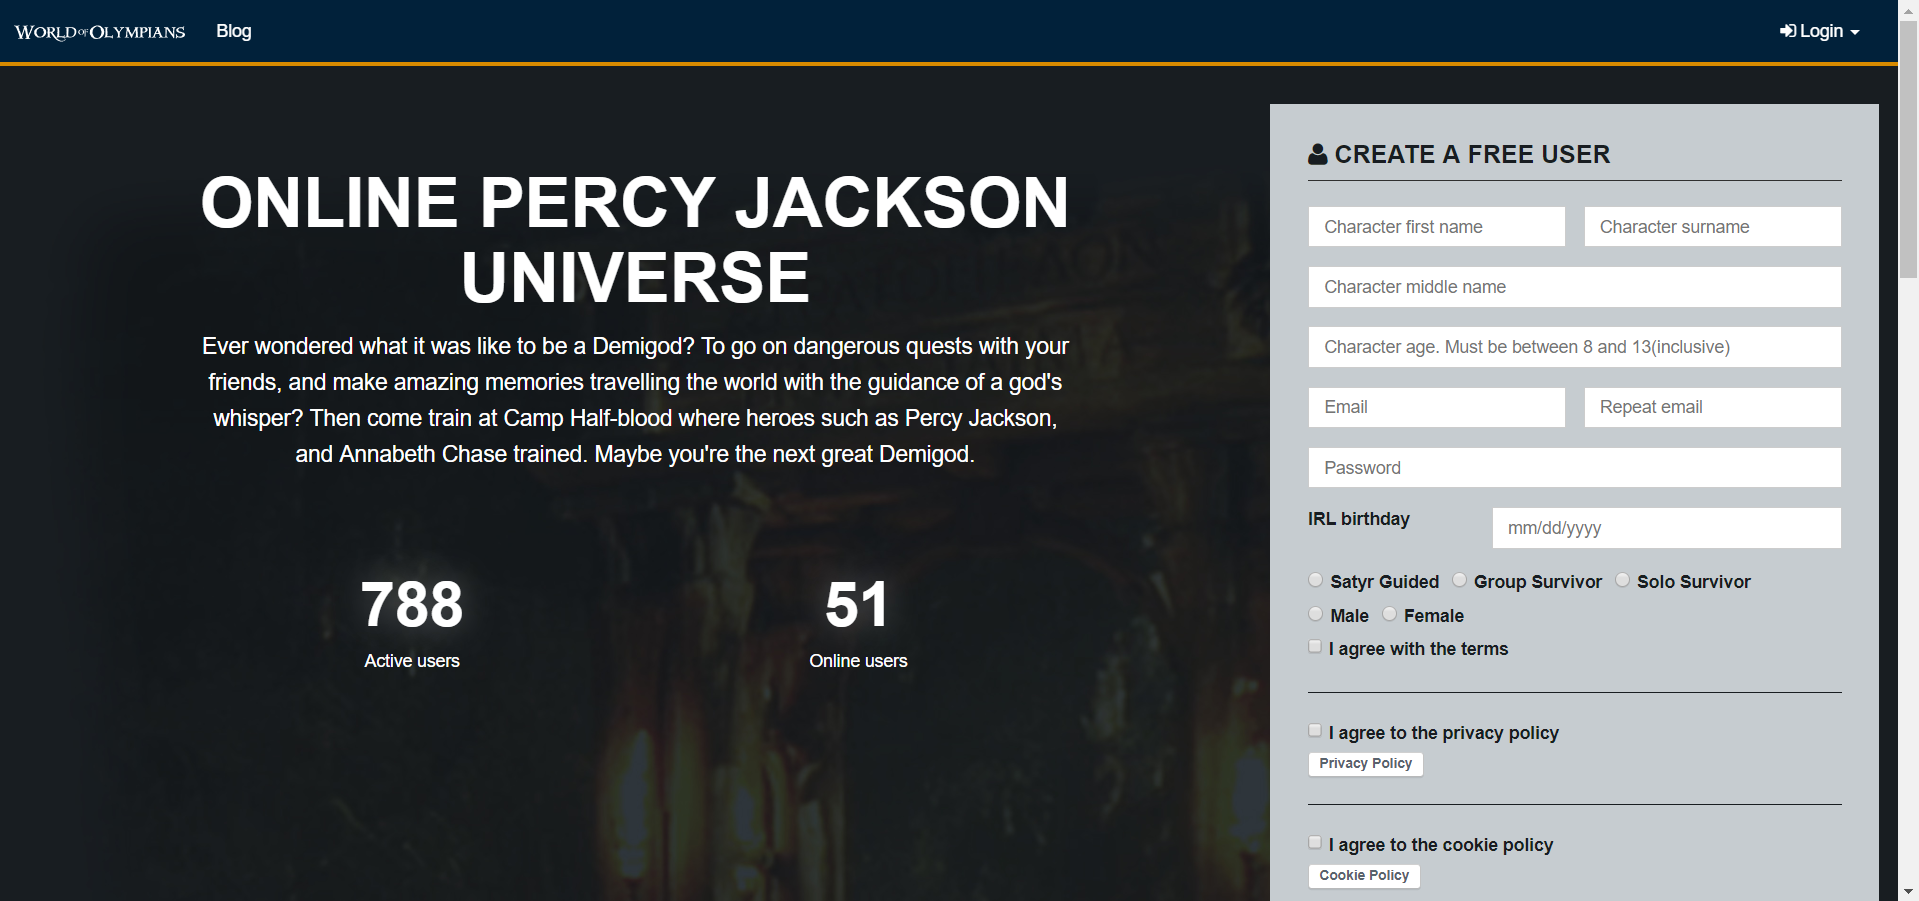 WORLD OF OLYMPIANS
Blog
Login
ONLINE PERCY JACKSON
UNIVERSE
Ever wondered what it was like to be a Demigod? To go on dangerous quests with your
friends, and make amazing memories travelling the world with the guidance of a god's
whisper? Then come train at Camp Half-blood where heroes such as Percy Jackson,
and Annabeth Chase trained. Maybe you're the next great Demigod.
788
Active users
51
Online users
CREATE A FREE USER
Character first name
Character surname
Character middle name
Character age. Must be between 8 and 13(inclusive)
Email
Repeat email
Password
IRL birthday
mm/dd/yyyy
Satyr Guided Group Survivor Solo Survivor
Male Female
I agree with the terms
I agree to the privacy policy
Privacy Policy
I agree to the cookie policy
Cookie Policy